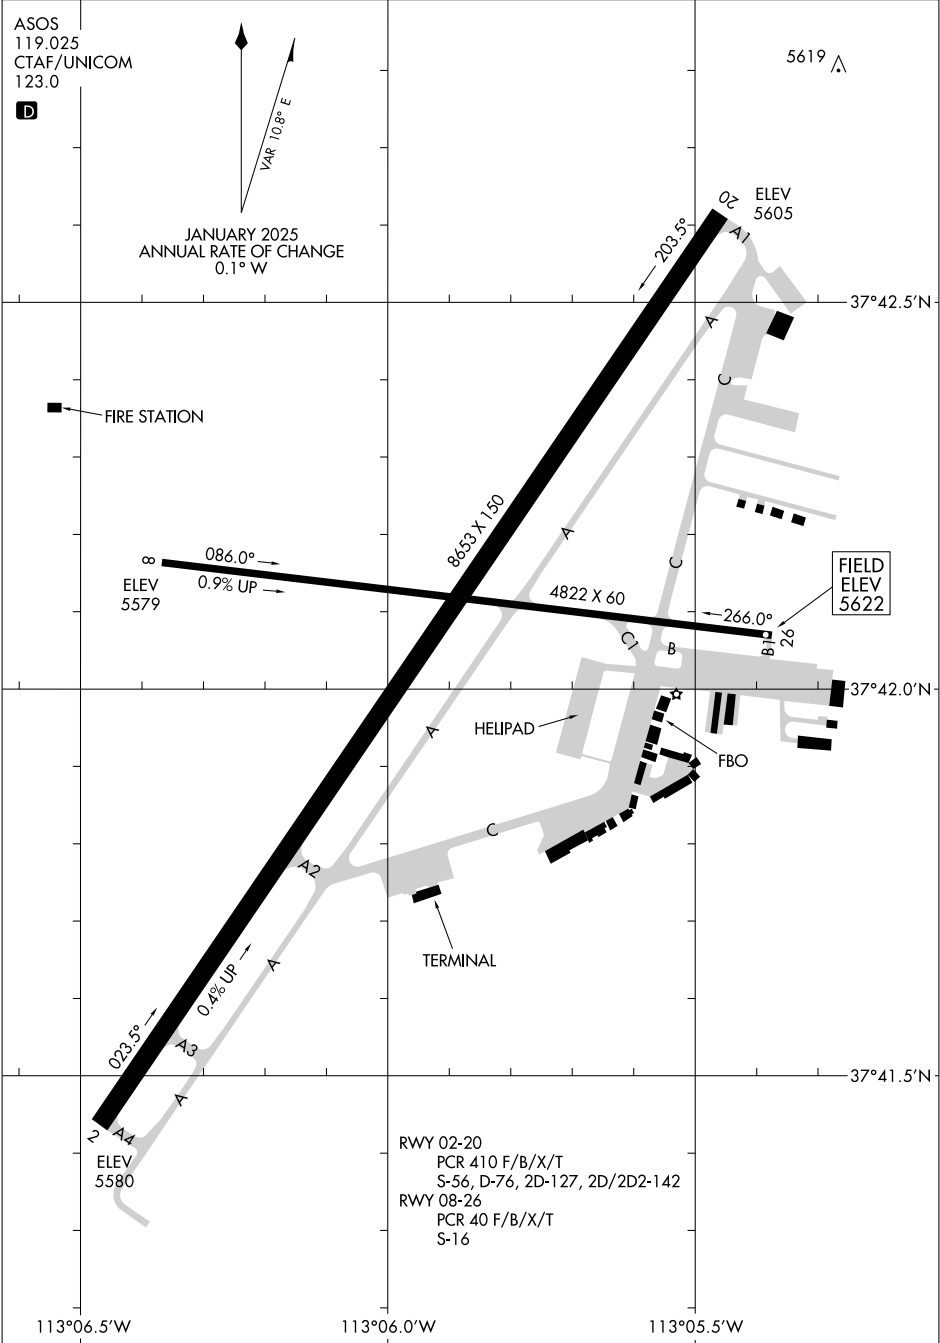 ASOS
119.025
CTAF/UNICOM
123.0
D
VAR 10.8° E
JANUARY 2025
ANNUAL RATE OF CHANGE
0.1° W
5619
20
ELEV
5605
A1
203.5°
37°42.5'N
A
C
FIRE STATION
8653 X 150
A
8
086.0°
0.9% UP
ELEV
5579
C
4822 X 60
266.0°
FIELD
ELEV
5622
B1
26
C1
B
37°42.0'N
HELIPAD
A
FBO
C
A2
TERMINAL
A
0.4% UP
023.5°
A3
37°41.5'N
A
2
A4
ELEV
5580
RWY 02-20
PCR 410 F/B/X/T
S-56, D-76, 2D-127, 2D/2D2-142
RWY 08-26
PCR 40 F/B/X/T
S-16
113°06.5'W
113°06.0'W
113°05.5'W